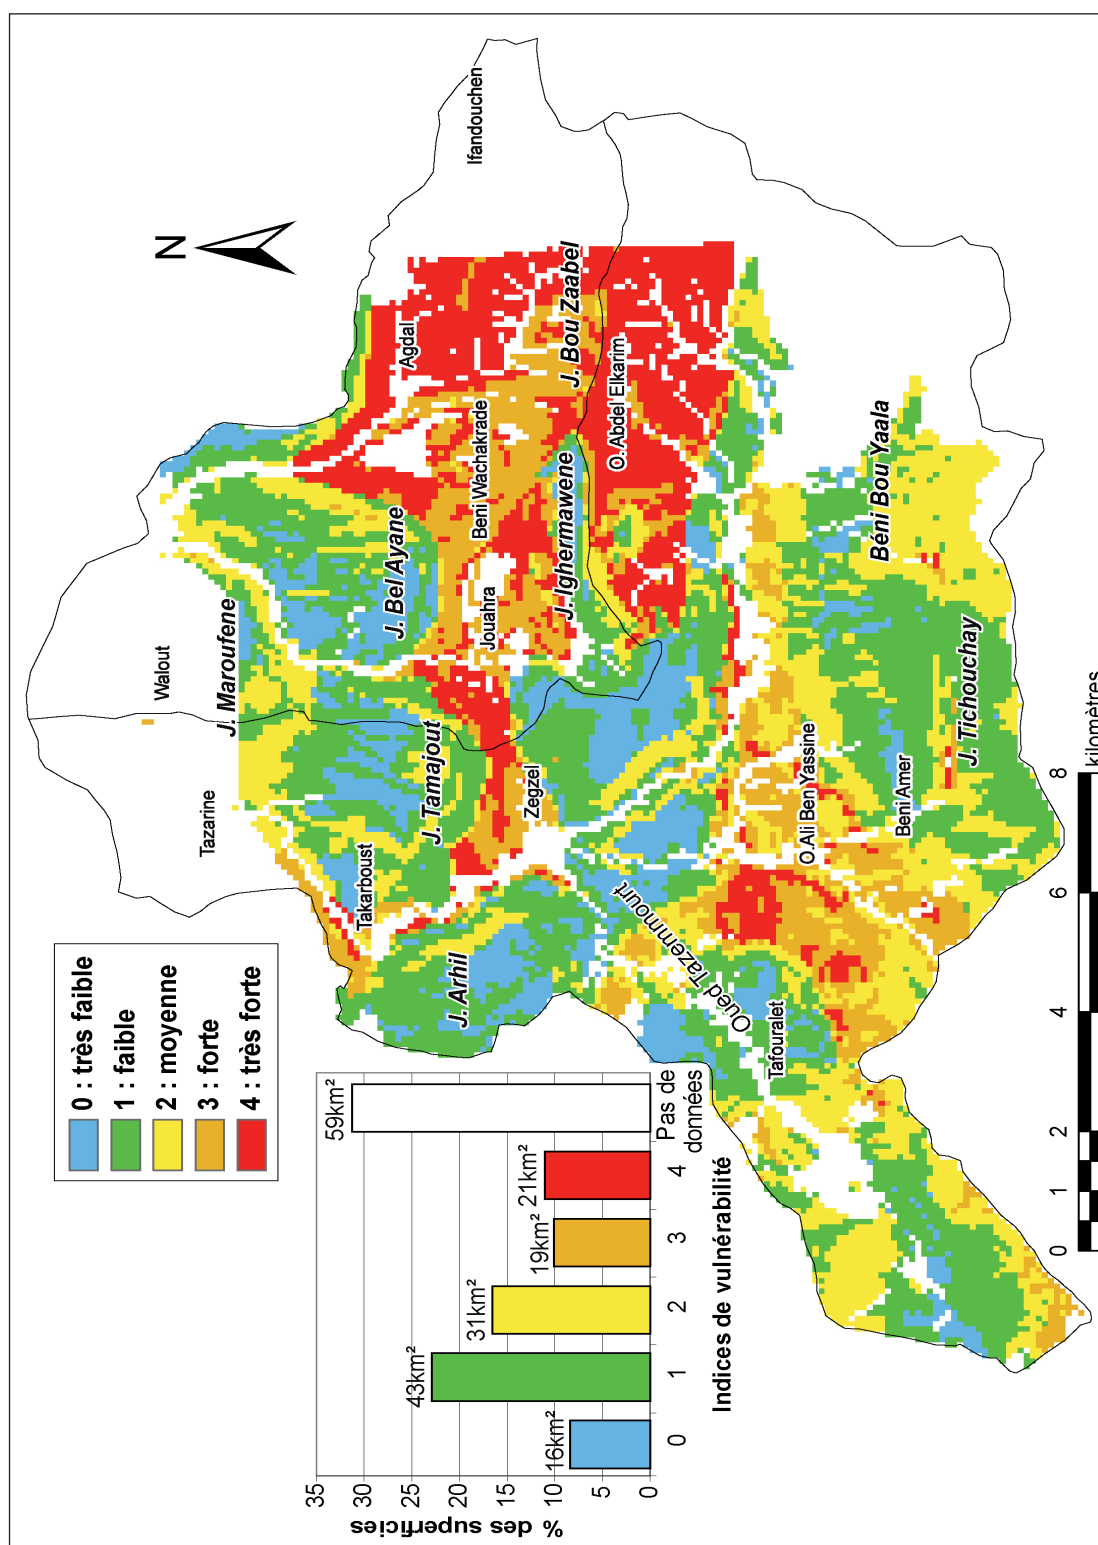 N
0 : très faible
1 : faible
2 : moyenne
3 : forte
4 : très forte
Ifandouchen
Walout
Tazarine
J. Maroufene
Agdal
J. Bou Zaabel
O. Abdel Elkarim
Beni Wachakrade
J. Bel Ayane
J. Ighermawene
Jouahra
J. Tamajout
Zegzel
Takarboust
J. Arhil
Oued Tazemmourt
Tafouralet
O.Ali Ben Yassine
Beni Amer
J. Tichouchay
Béni Bou Yaala
% des superficies
35
30
25
20
15
10
5
0
16km²
43km²
31km²
19km²
21km²
59km²
0
1
2
3
4
Pas de
données
Indices de vulnérabilité
0 1 2 4 6 8
kilomètres